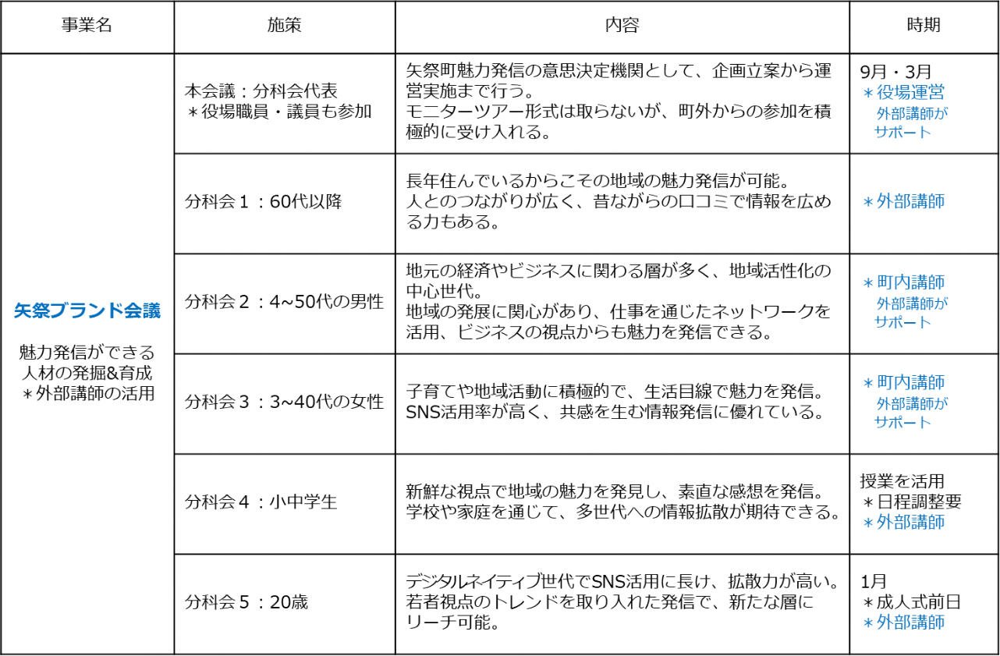 事業名
施策
内容
時期
矢祭ブランド会議
魅力発信ができる
人材の発掘&育成
＊外部講師の活用
本会議：分科会代表
＊役場職員・議員も参加
矢祭町魅力発信の意思決定機関として、企画立案から運
営実施まで行う。
モニターツアー形式は取らないが、町外からの参加を積
極的に受け入れる。
9月・3月
＊役場運営
外部講師が
サポート
分科会１：60代以降
長年住んでいるからこその地域の魅力発信が可能。
人とのつながりが広く、昔ながらの口コミで情報を広め
る力もある。
＊外部講師
分科会２：4~50代の男性
地元の経済やビジネスに関わる層が多く、地域活性化の
中心世代。
地域の発展に関心があり、仕事を通じたネットワークを
活用、ビジネスの視点からも魅力を発信できる。
＊町内講師
外部講師が
サポート
分科会３：3~40代の女性
子育てや地域活動に積極的で、生活目線で魅力を発信。
SNS活用率が高く、共感を生む情報発信に優れている。
＊町内講師
外部講師が
サポート
分科会４：小中学生
新鮮な視点で地域の魅力を発見し、素直な感想を発信。
学校や家庭を通じて、多世代への情報拡散が期待できる。
授業を活用
＊日程調整要
＊外部講師
分科会５：20歳
デジタルネイティブ世代でSNS活用に長け、拡散力が高い。
若者視点のトレンドを取り入れた発信で、新たな層に
リーチ可能。
1月
＊成人式前日
＊外部講師